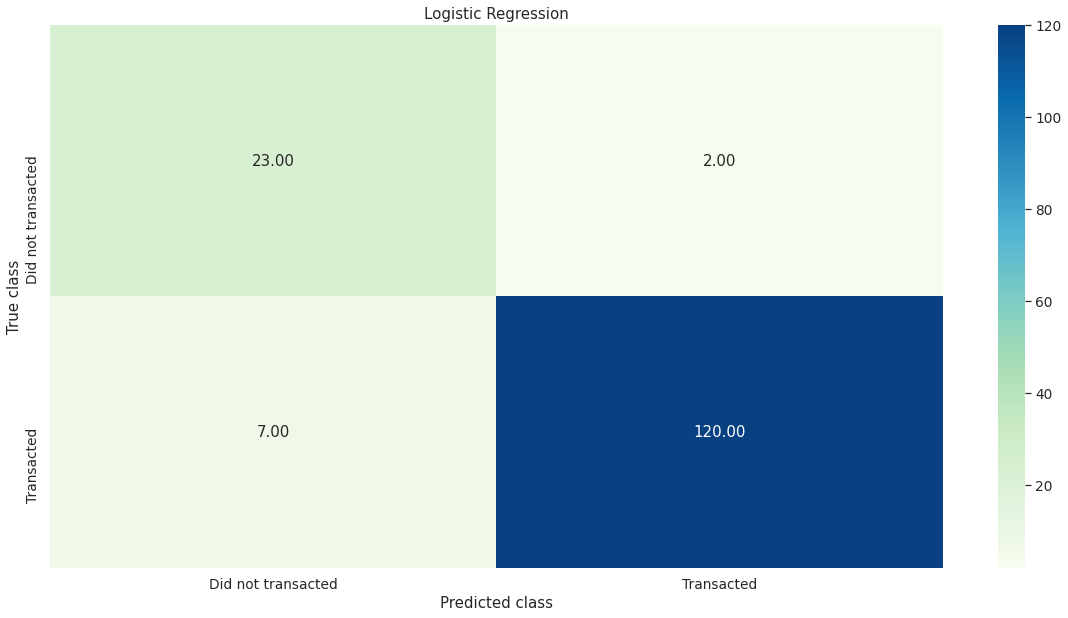 Logistic Regression
True class
Did not transacted
Transacted
23.00
2.00
7.00
120.00
Did not transacted
Transacted
Predicted class
120
100
80
60
40
20